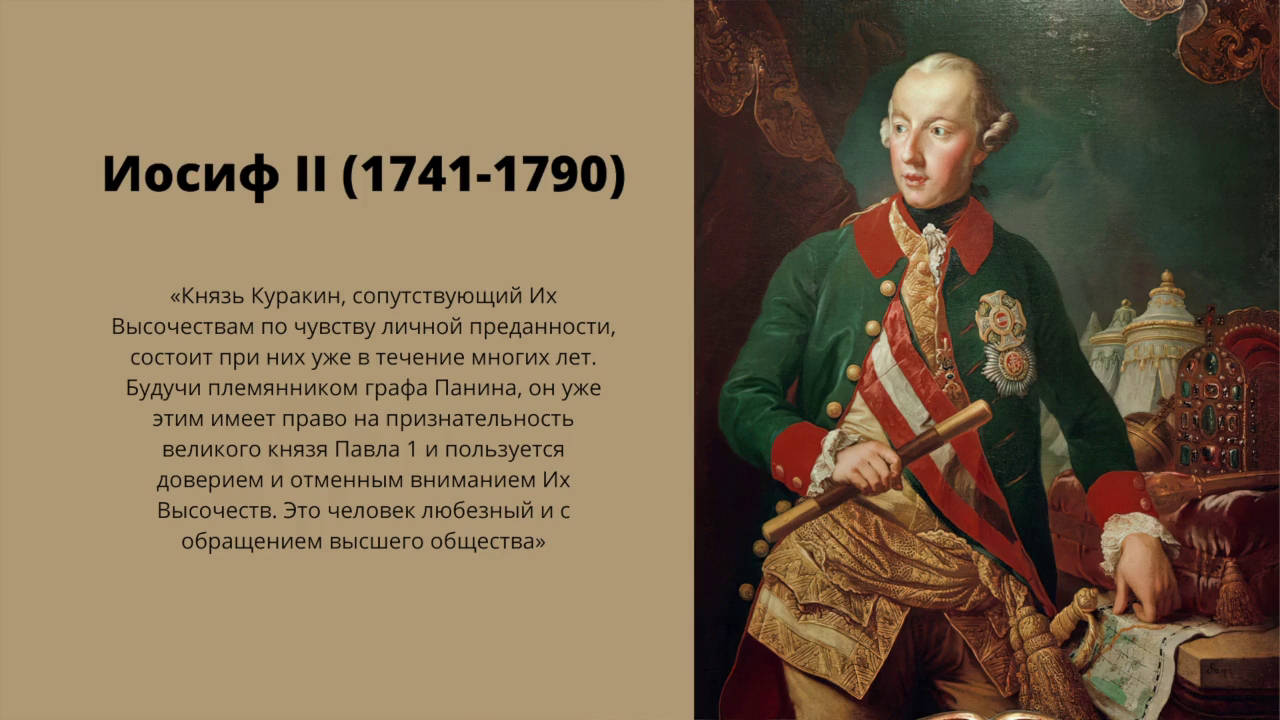 Иосиф II (1741-1790)
«Князь Куракин, сопутствующий Их
Высочествам по чувству личной преданности,
состоит при них уже в течение многих лет.
Будучи племянником графа Панина, он уже
этим имеет право на признательность
великого князя Павла 1 и пользуется
доверием и отменным вниманием Их
Высочеств. Это человек любезный и с
обращением высшего общества»